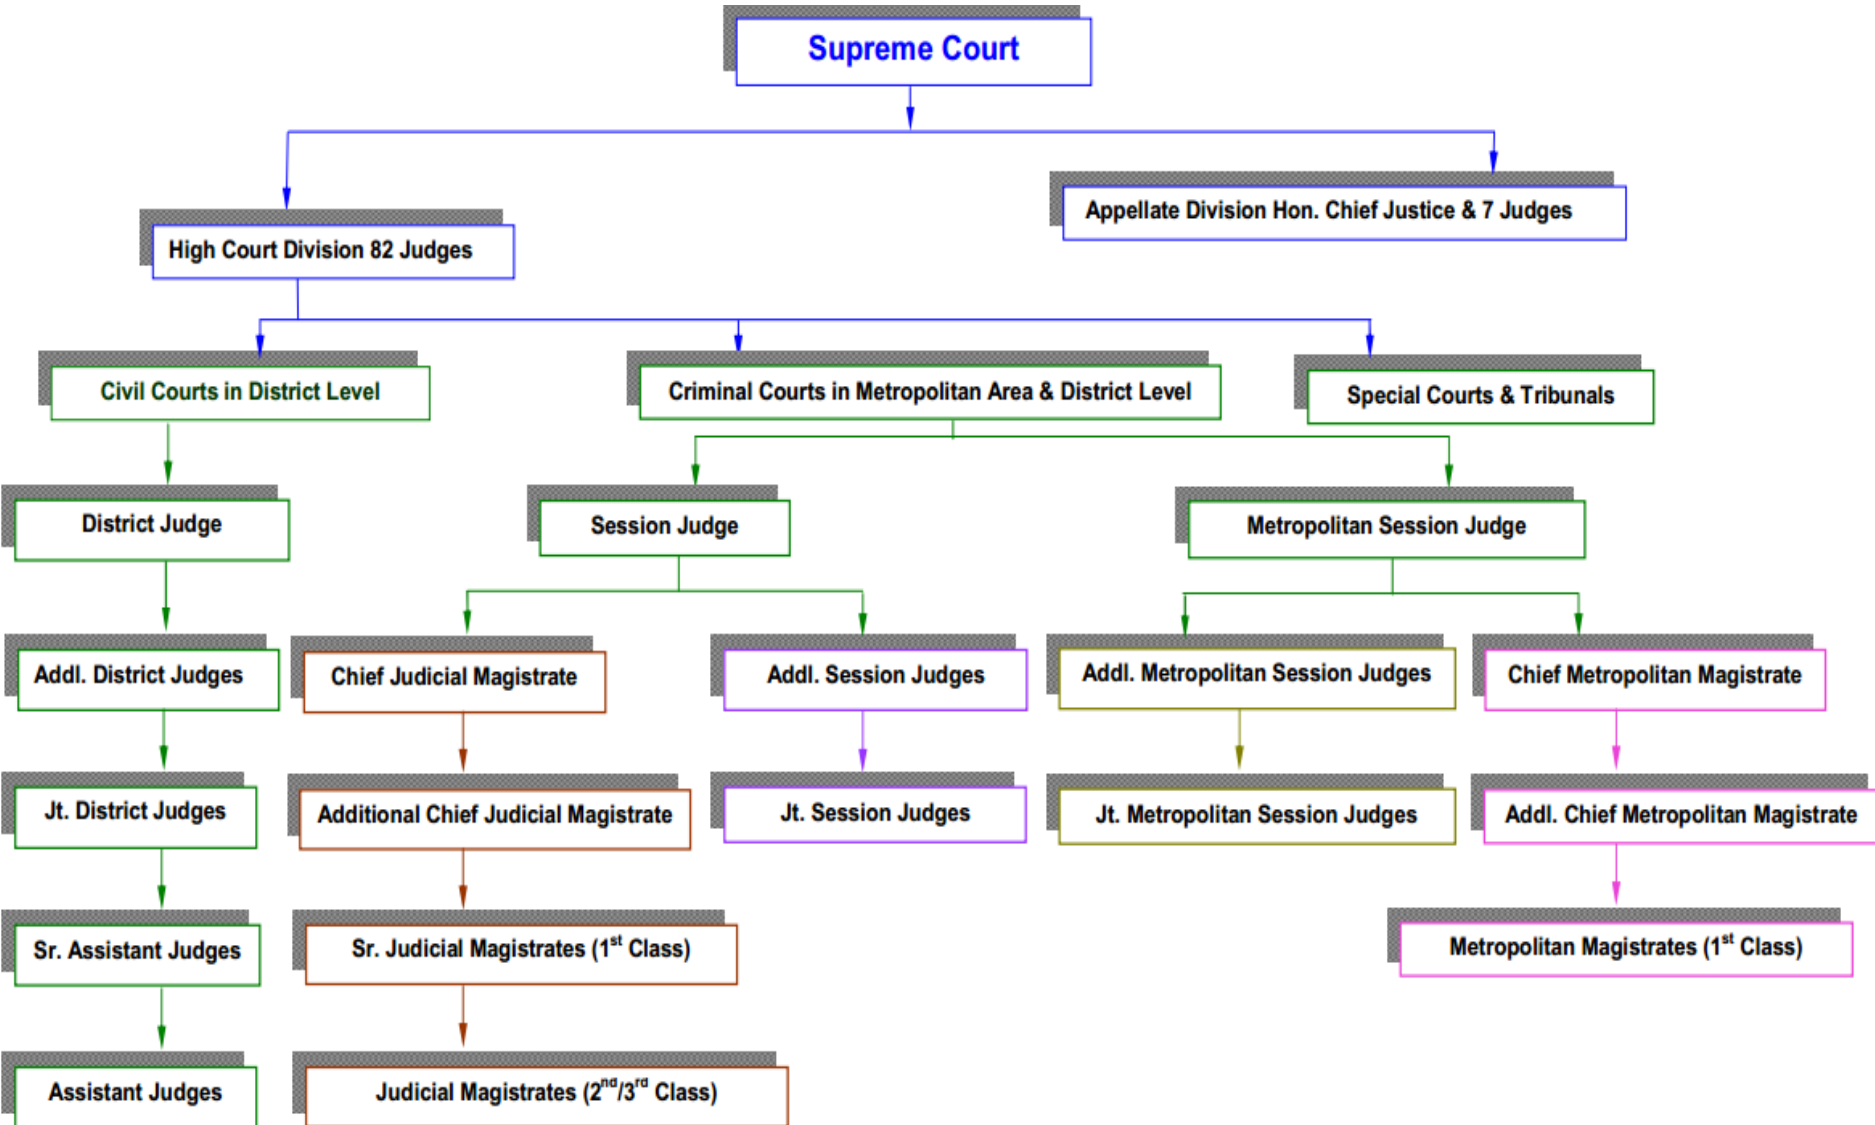 Supreme Court
Appellate Division Hon. Chief Justice & 7 Judges
High Court Division 82 Judges
Civil Courts in District Level
Criminal Courts in Metropolitan Area & District Level
Special Courts & Tribunals
District Judge
Session Judge
Metropolitan Session Judge
Addl. District Judges
Chief Judicial Magistrate
Addl. Session Judges
Addl. Metropolitan Session Judges
Chief Metropolitan Magistrate
Jt. District Judges
Additional Chief Judicial Magistrate
Jt. Session Judges
Jt. Metropolitan Session Judges
Addl. Chief Metropolitan Magistrate
Sr. Assistant Judges
Sr. Judicial Magistrates (1st Class)
Metropolitan Magistrates (1st Class)
Assistant Judges
Judicial Magistrates (2nd/3rd Class)